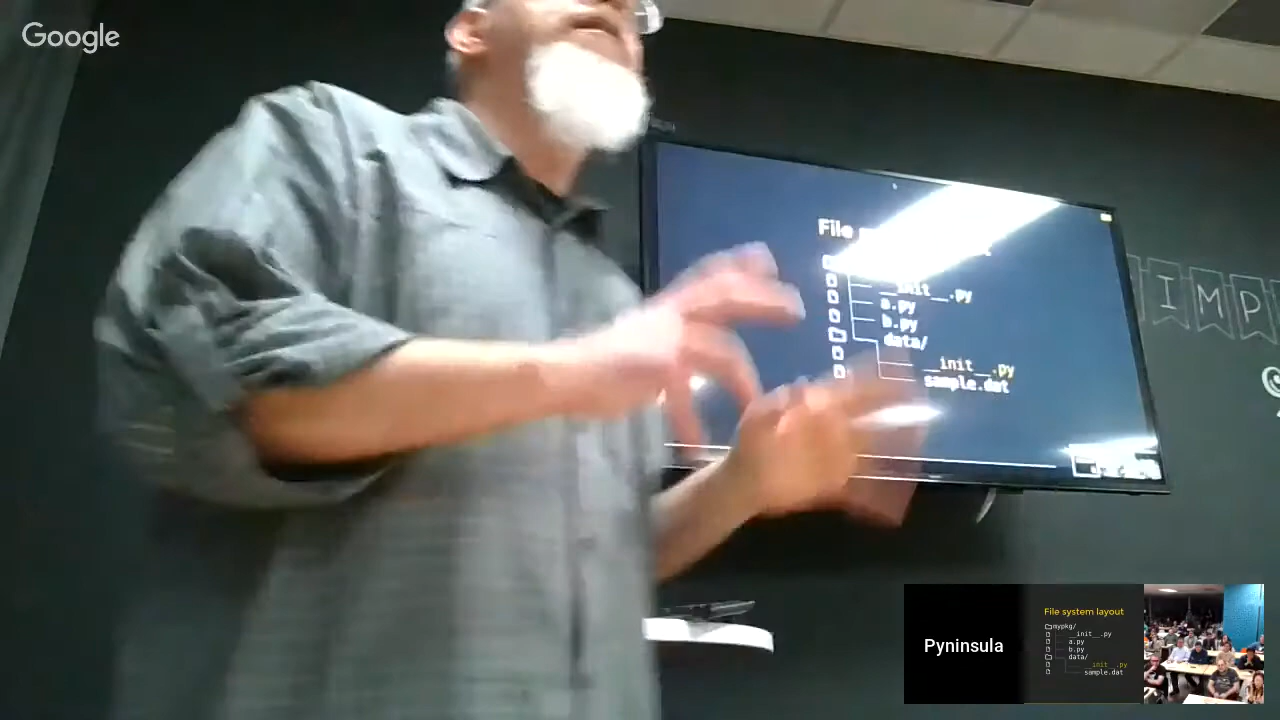 Google
File
__init__.py
a.py
b.py
data/
__init__.py
sample.dat
IMP
Pyninsula
File system layout
mypkg/
__init__.py
a.py
b.py
data/
__init__.py
sample.dat